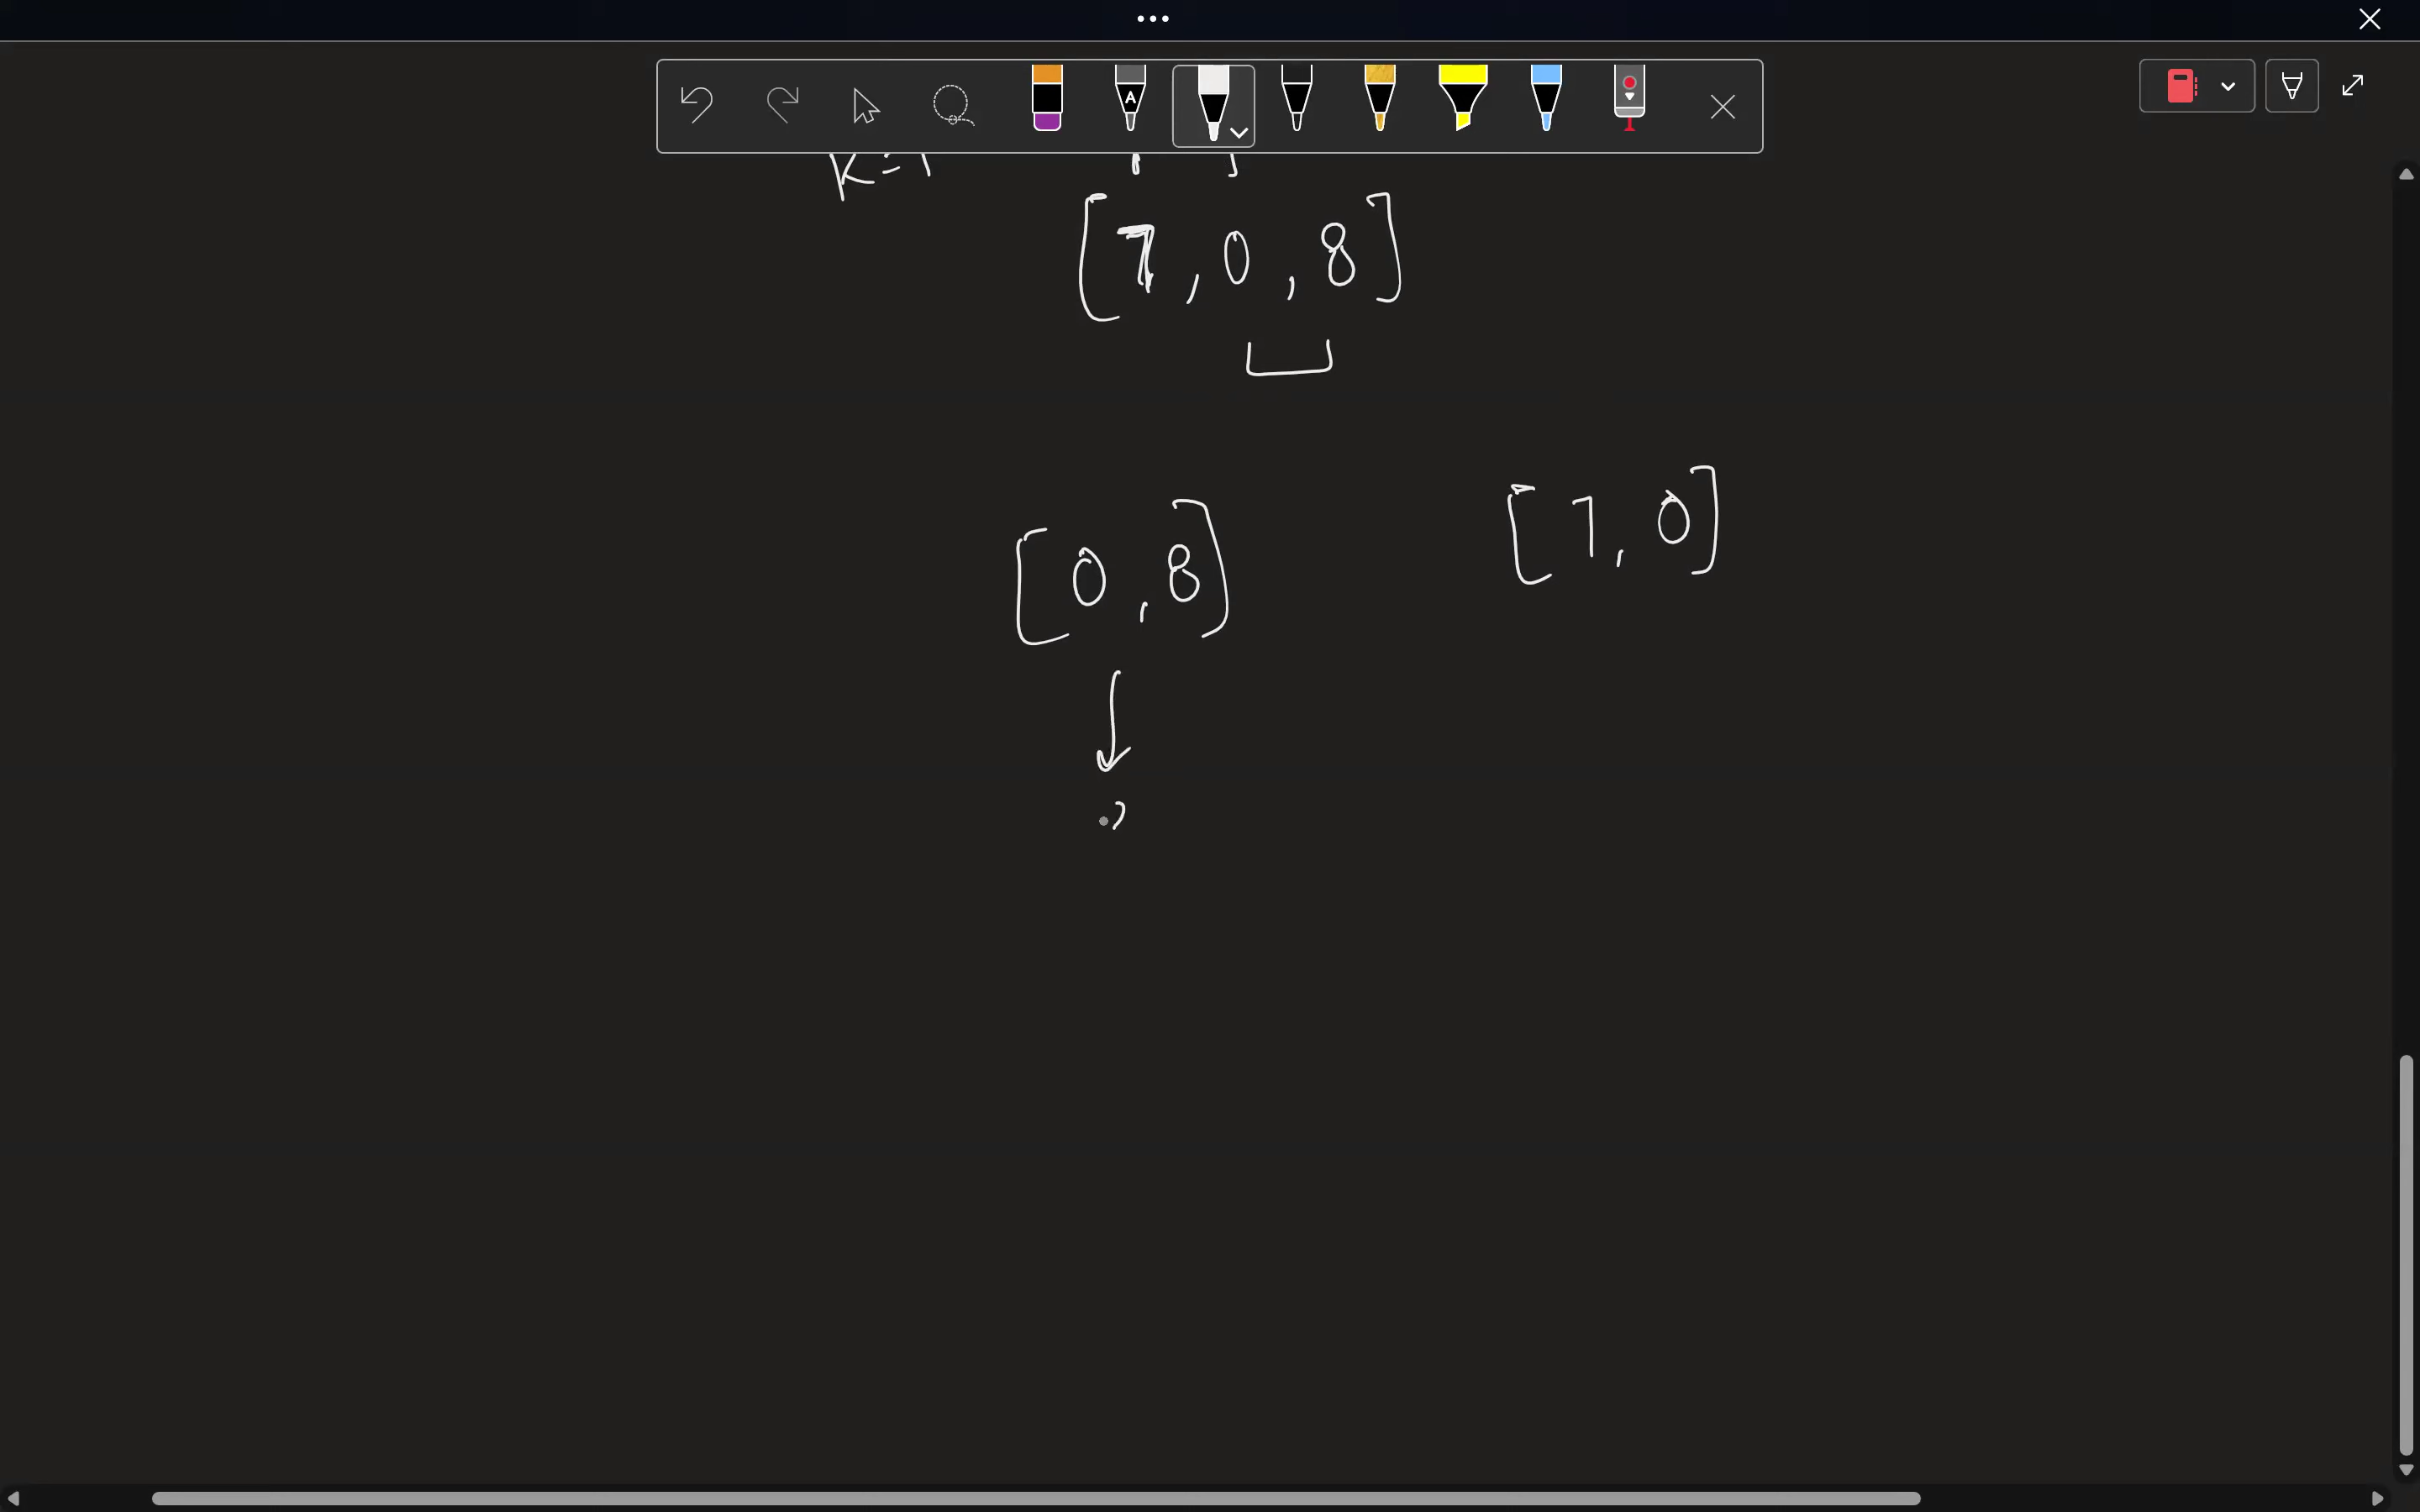 [7, 0, 8]
[0, 8] [7, 0]